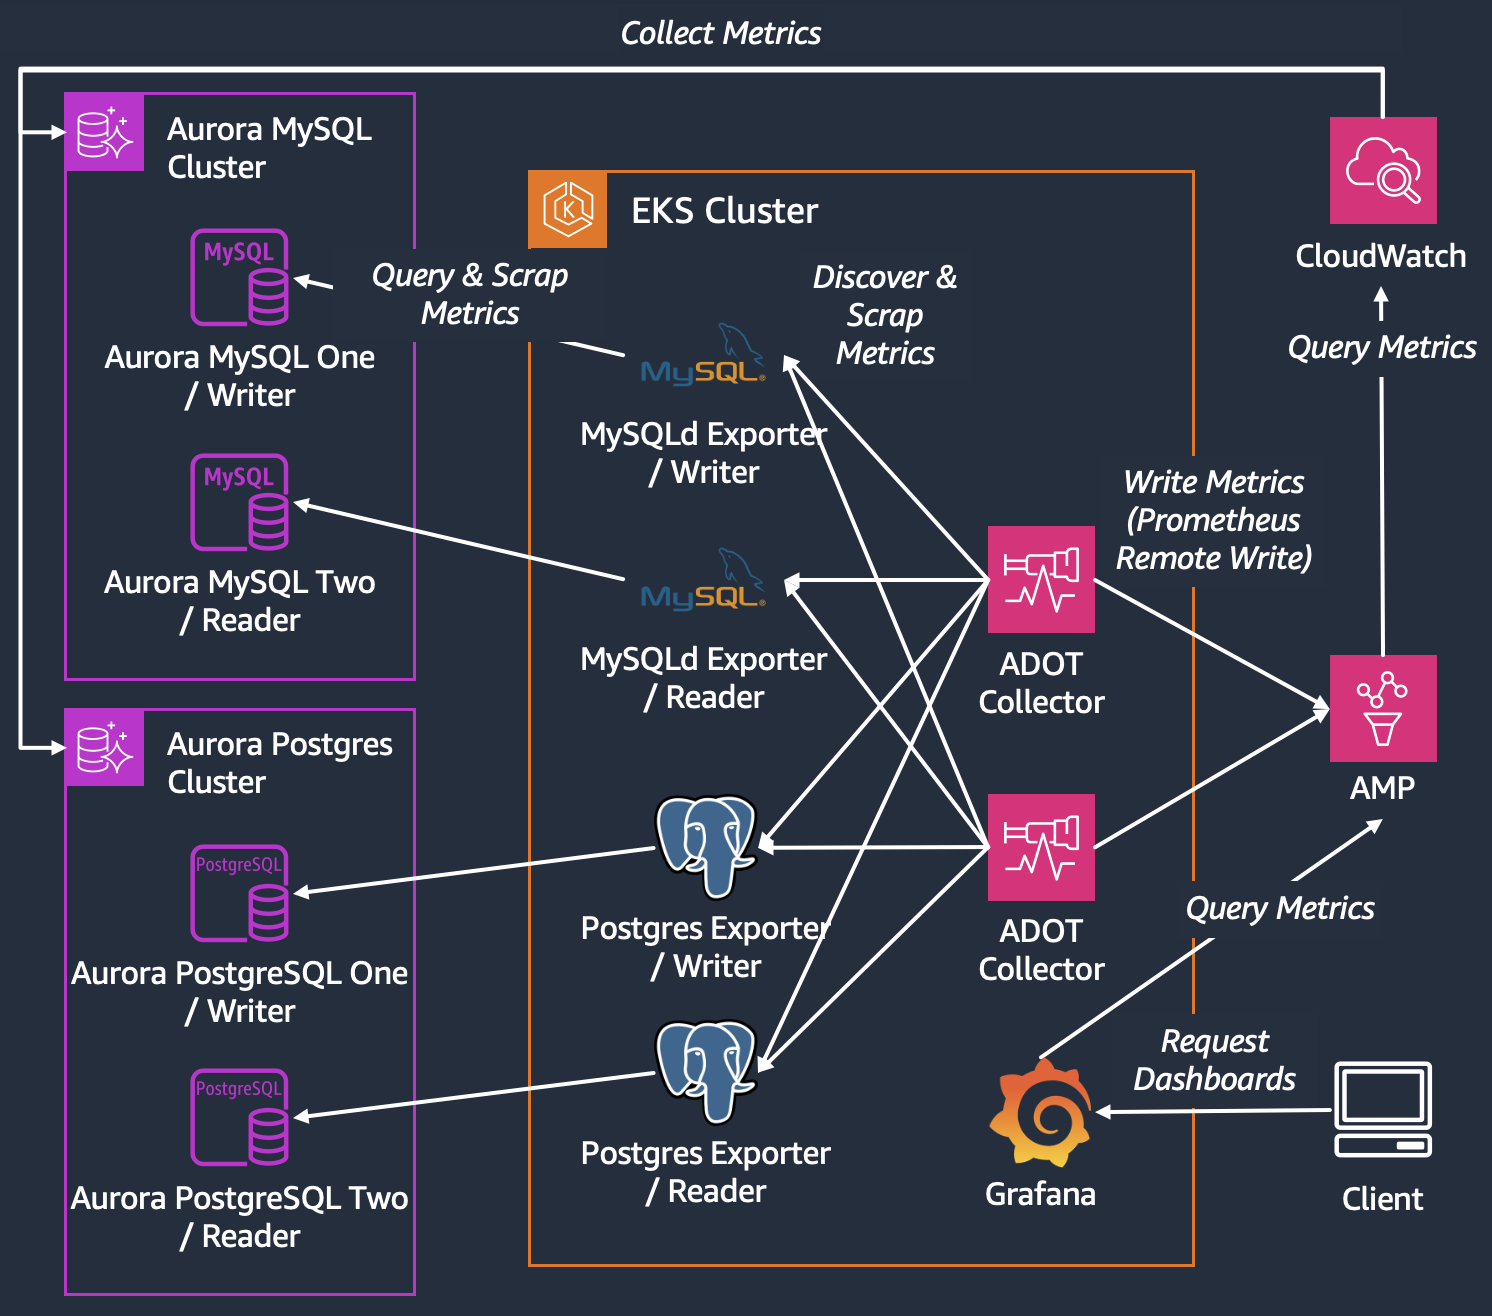 Collect Metrics
Aurora MySQL
Cluster
MySQL
Aurora MySQL One
/ Writer
MySQL
Aurora MySQL Two
/ Reader
Aurora Postgres
Cluster
PostgreSQL
Aurora PostgreSQL One
/ Writer
PostgreSQL
Aurora PostgreSQL Two
/ Reader
Query & Scrap
Metrics
K
EKS Cluster
Discover &
Scrap
Metrics
MySQL®
MySQLd Exporter
/ Writer
MySQL®
MySQLd Exporter
/ Reader
Postgres Exporter
/ Writer
Postgres Exporter
/ Reader
ADOT
Collector
ADOT
Collector
Grafana
Write Metrics
(Prometheus
Remote Write)
CloudWatch
Query Metrics
AMP
Query Metrics
Request
Dashboards
Client